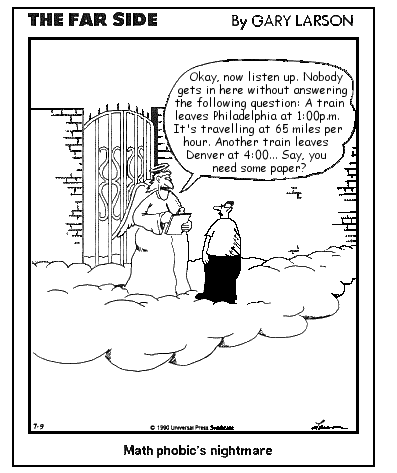 THE FAR SIDE By GARY LARSON
Okay, now listen up. Nobody
gets in here without answering
the following question: A train
leaves Philadelphia at 1:00p.m.
It's travelling at 65 miles per
hour. Another train leaves
Denver at 4:00... Say, you
need some paper?
7-9 © 1990 Universal Press Syndicate
Math phobic's nightmare